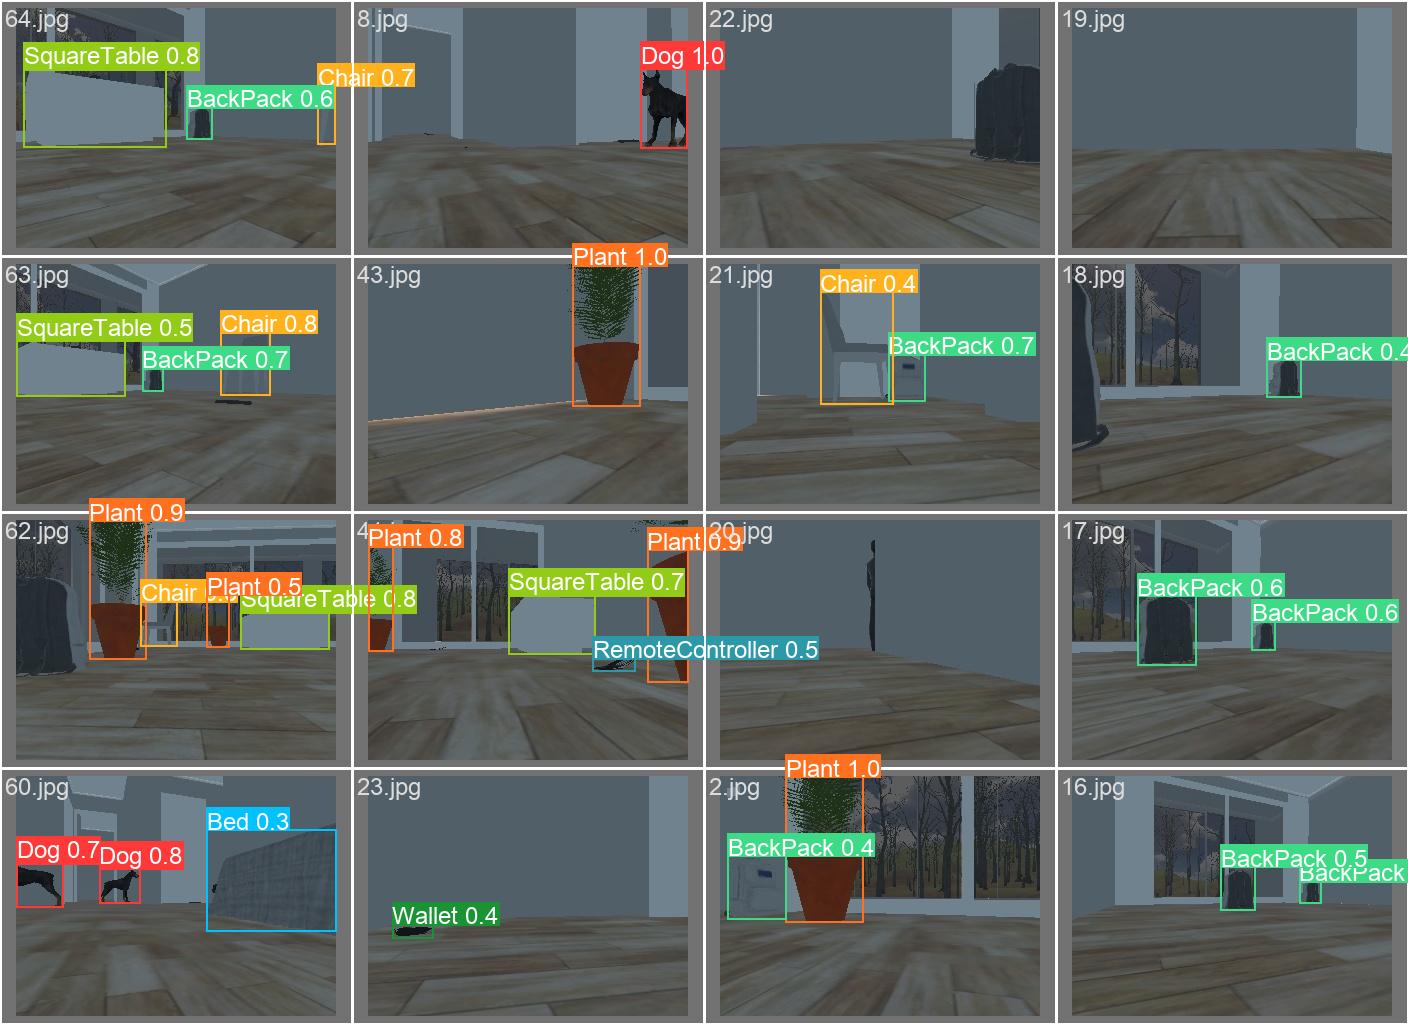 64.jpg
SquareTable 0.8
BackPack 0.6
Chair 0.7
8.jpg
Dog 1.0
22.jpg
19.jpg
63.jpg
SquareTable 0.5
BackPack 0.7
Chair 0.8
43.jpg
Plant 1.0
21.jpg
Chair 0.4
BackPack 0.7
18.jpg
BackPack 0.4
62.jpg
Plant 0.9
Chair
Plant 0.5
SquareTable 0.8
Plant 0.8
SquareTable 0.7
RemoteController 0.5
Plant 0.9
20.jpg
17.jpg
BackPack 0.6
BackPack 0.6
60.jpg
Dog 0.7
Dog 0.8
Bed 0.3
23.jpg
Wallet 0.4
2.jpg
Plant 1.0
BackPack 0.4
16.jpg
BackPack 0.5
BackPack